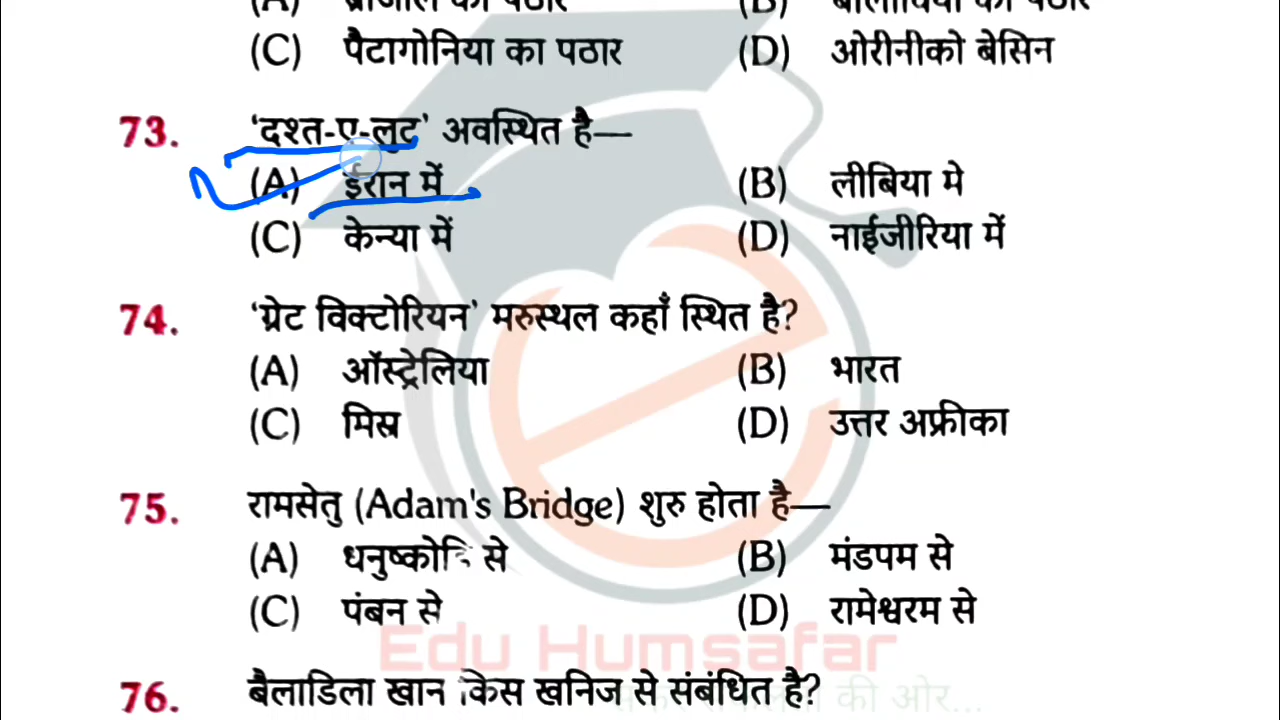 (C) पैटागोनिया का पठार (D) ओरीनीको बेसिन
73. 'दश्त-ए-लुट' अवस्थित है—
(A) ईरान में (B) लीबिया मे
(C) केन्या में (D) नाईजीरिया में
74. 'ग्रेट विक्टोरियन' मरुस्थल कहाँ स्थित है?
(A) ऑस्ट्रेलिया (B) भारत
(C) मिस्र (D) उत्तर अफ्रीका
75. रामसेतु (Adam's Bridge) शुरु होता है—
(A) से (B) मंडपम से
(C) पंबन से (D) रामेश्वरम से
Edu Humsafar
76. बैलाडिला खान किस खनिज से संबंधित है?
की ओर...